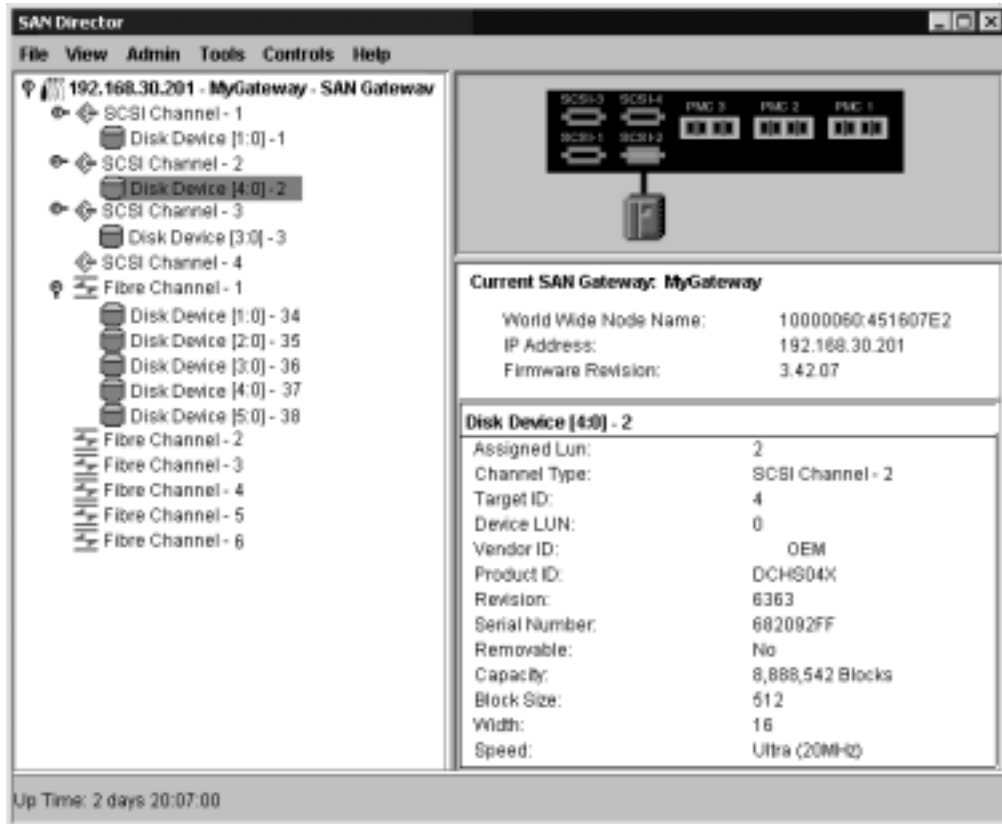 SAN Director
File View Admin Tools Controls Help
192.168.30.201 - MyGateway - SAN Gateway
SCSI Channel - 1
Disk Device [1:0] - 1
SCSI Channel - 2
Disk Device [4:0] - 2
SCSI Channel - 3
Disk Device [3:0] - 3
SCSI Channel - 4
Fibre Channel - 1
Disk Device [1:0] - 34
Disk Device [2:0] - 35
Disk Device [3:0] - 36
Disk Device [4:0] - 37
Disk Device [5:0] - 38
Fibre Channel - 2
Fibre Channel - 3
Fibre Channel - 4
Fibre Channel - 5
Fibre Channel - 6
SCSI-3 SCSI-4 PMC 3 PMC 2 PMC 1
SCSI-1 SCSI-2
Current SAN Gateway: MyGateway
World Wide Node Name: 10000060:451607E2
IP Address: 192.168.30.201
Firmware Revision: 3.42.07
Disk Device [4:0] - 2
Assigned Lun: 2
Channel Type: SCSI Channel - 2
Target ID: 4
Device LUN: 0
Vendor ID: OEM
Product ID: DCHS04X
Revision: 6363
Serial Number: 682092FF
Removable: No
Capacity: 8,888,542 Blocks
Block Size: 512
Width: 16
Speed: Ultra (20MHz)
Up Time: 2 days 20:07:00